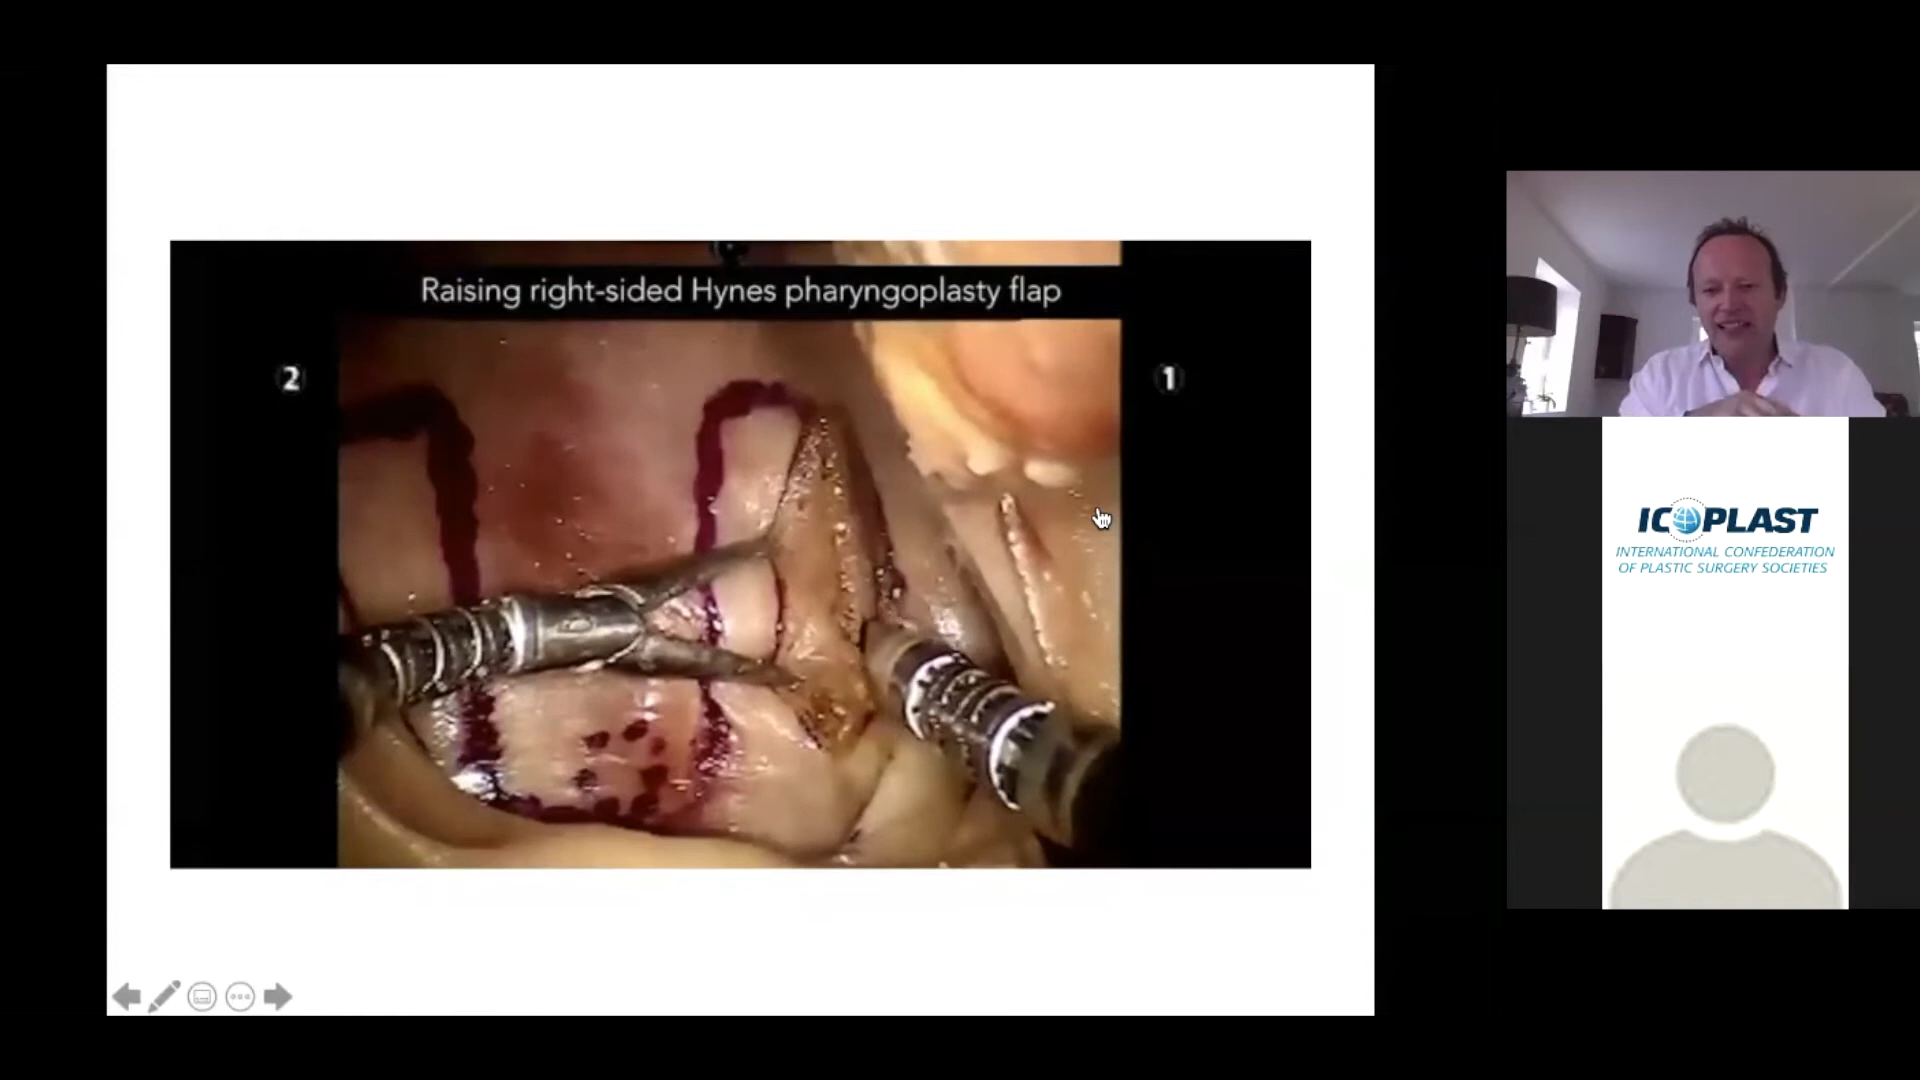 Raising right-sided Hynes pharyngoplasty flap
2
1
ICOPLAST
INTERNATIONAL CONFEDERATION
OF PLASTIC SURGERY SOCIETIES